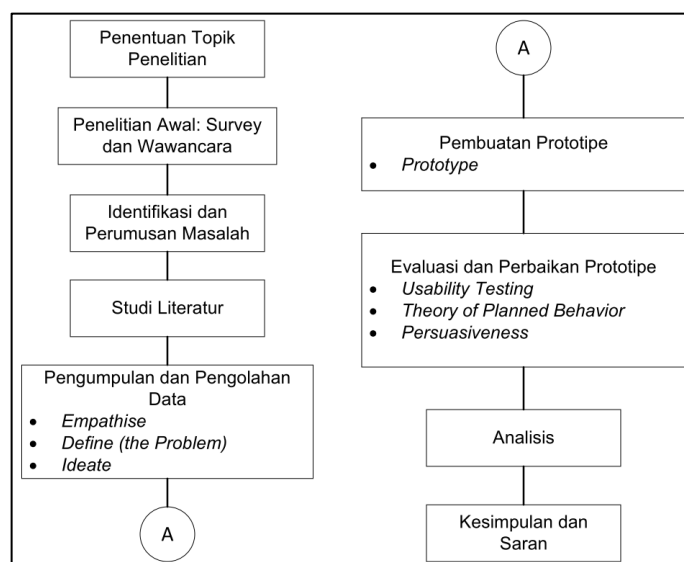 Penentuan Topik
Penelitian
Penelitian Awal: Survey
dan Wawancara
Identifikasi dan
Perumusan Masalah
Studi Literatur
Pengumpulan dan Pengolahan
Data
• Empathise
• Define (the Problem)
• Ideate
A
A
Pembuatan Prototipe
• Prototype
Evaluasi dan Perbaikan Prototipe
• Usability Testing
• Theory of Planned Behavior
• Persuasiveness
Analisis
Kesimpulan dan
Saran